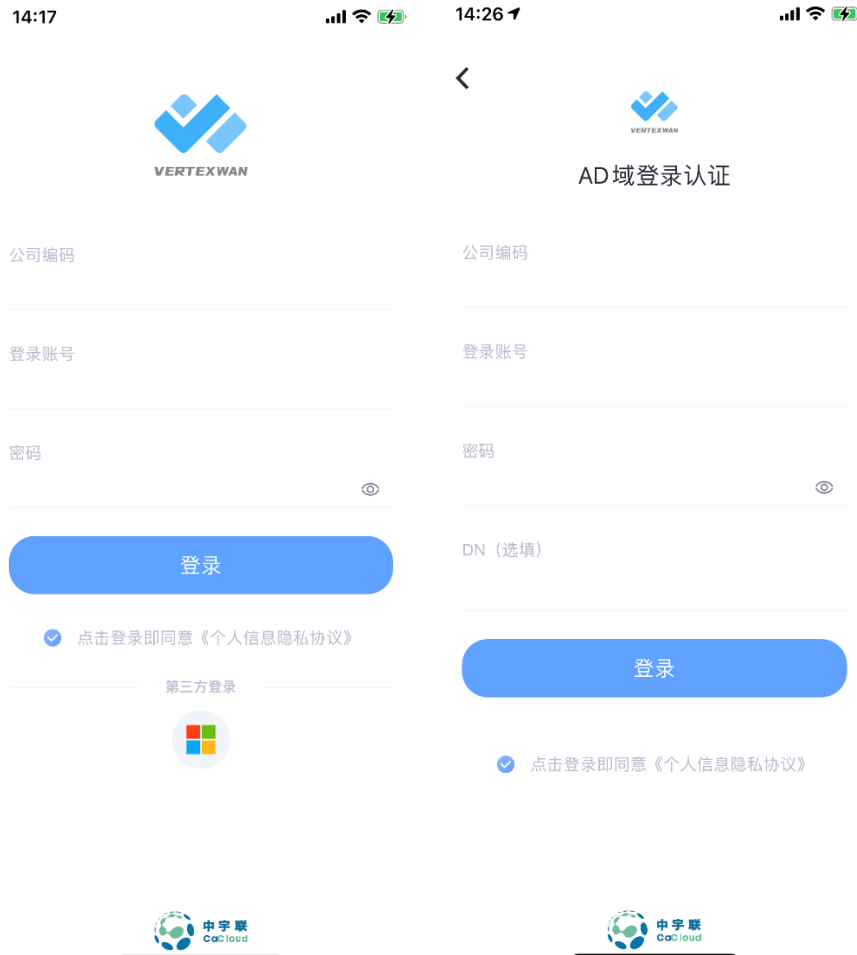 14:17
VERTEXWAN
公司编码
登录账号
密码
登录
点击登录即同意《个人信息隐私协议》
第三方登录
中宇联
CaCloud
14:26
VERTEXWAN
AD域登录认证
公司编码
登录账号
密码
DN（选填）
登录
点击登录即同意《个人信息隐私协议》
中宇联
CaCloud